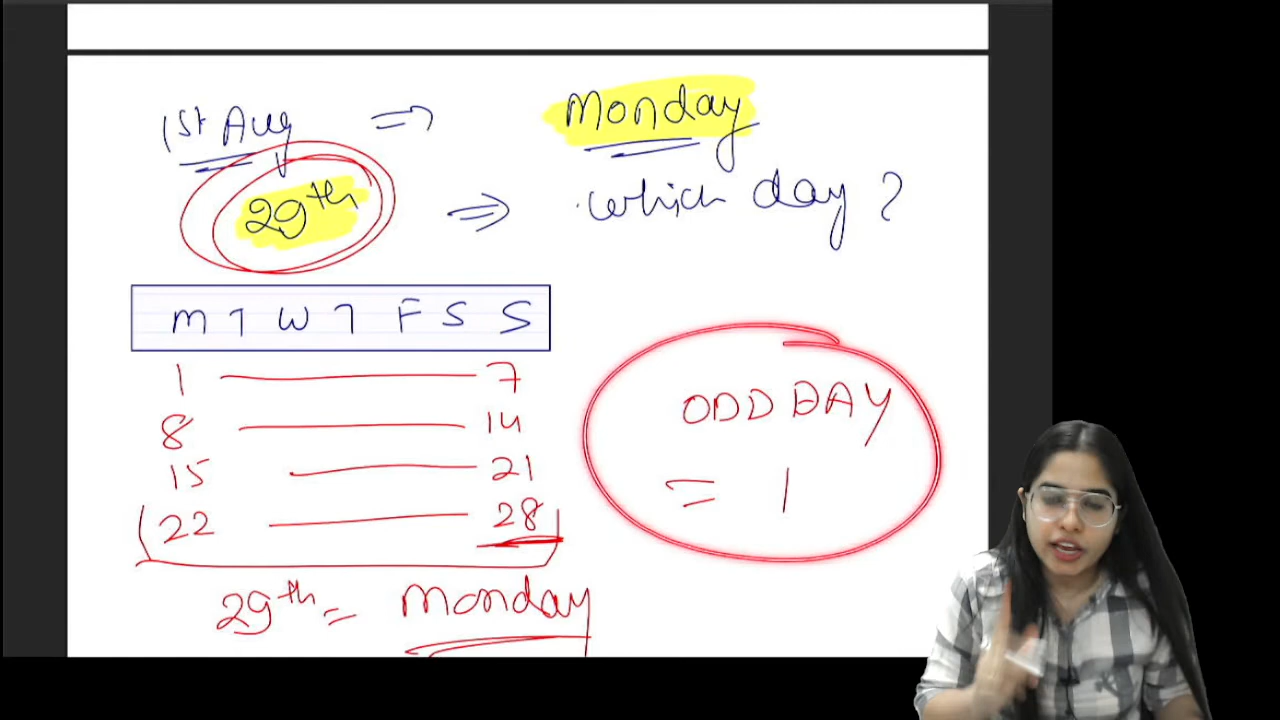 1st Aug ⇒ Monday
29th ⇒ which day ?
M T W T F S S
1 7
8 14
15 21
22 28
ODD DAY
= 1
29th = monday